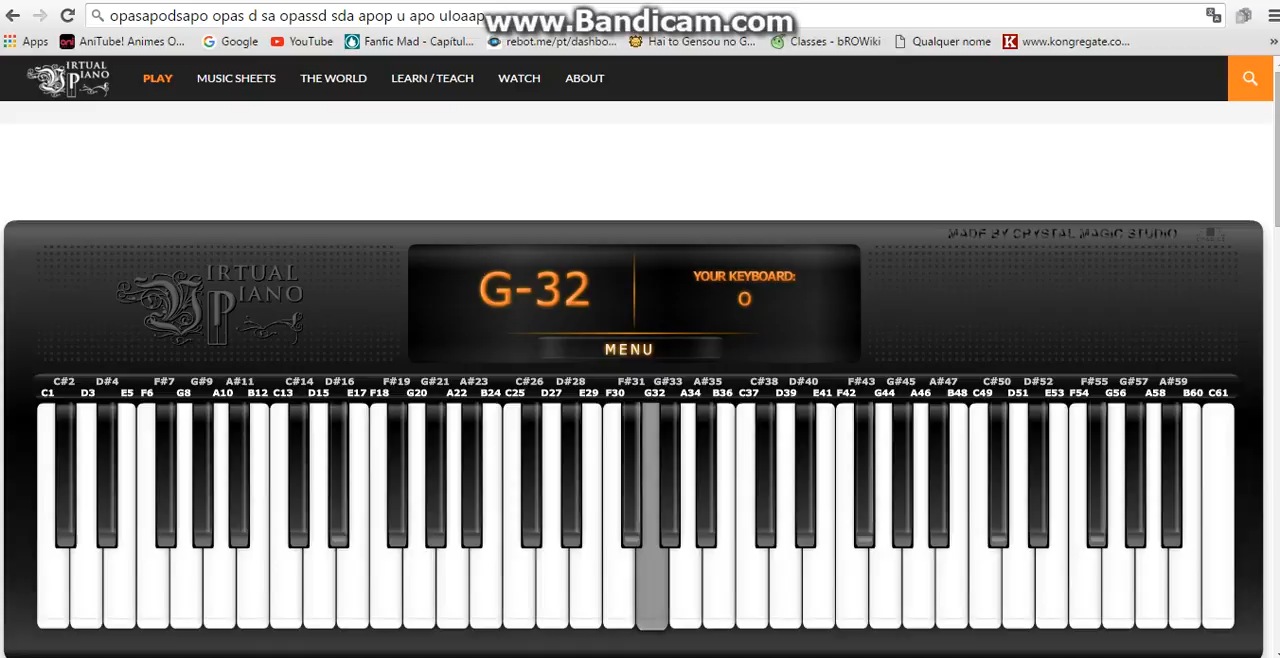 opasapodsapo opas d sa opassd sda apop u apo uloaap
www.Bandicam.com
Apps AniTube! Animes O... Google YouTube Fanfic Mad - Capitul... rebot.me/pt/dashbo... Hai to Gensou no G... Classes - bROWiki Qualquer nome www.kongregate.co... »
VIRTUAL PIANO PLAY MUSIC SHEETS THE WORLD LEARN / TEACH WATCH ABOUT
MADE BY CRYSTAL MAGIC STUDIO
VIRTUAL PIANO
G-32
YOUR KEYBOARD:
O
MENU
C#2 D#4 F#7 G#9 A#11 C#14 D#16 F#19 G#21 A#23 C#26 D#28 F#31 G#33 A#35 C#38 D#40 F#43 G#45 A#47 C#50 D#52 F#55 G#57 A#59
C1 D3 E5 F6 G8 A10 B12 C13 D15 E17 F18 G20 A22 B24 C25 D27 E29 F30 G32 A34 B36 C37 D39 E41 F42 G44 A46 B48 C49 D51 E53 F54 G56 A58 B60 C61